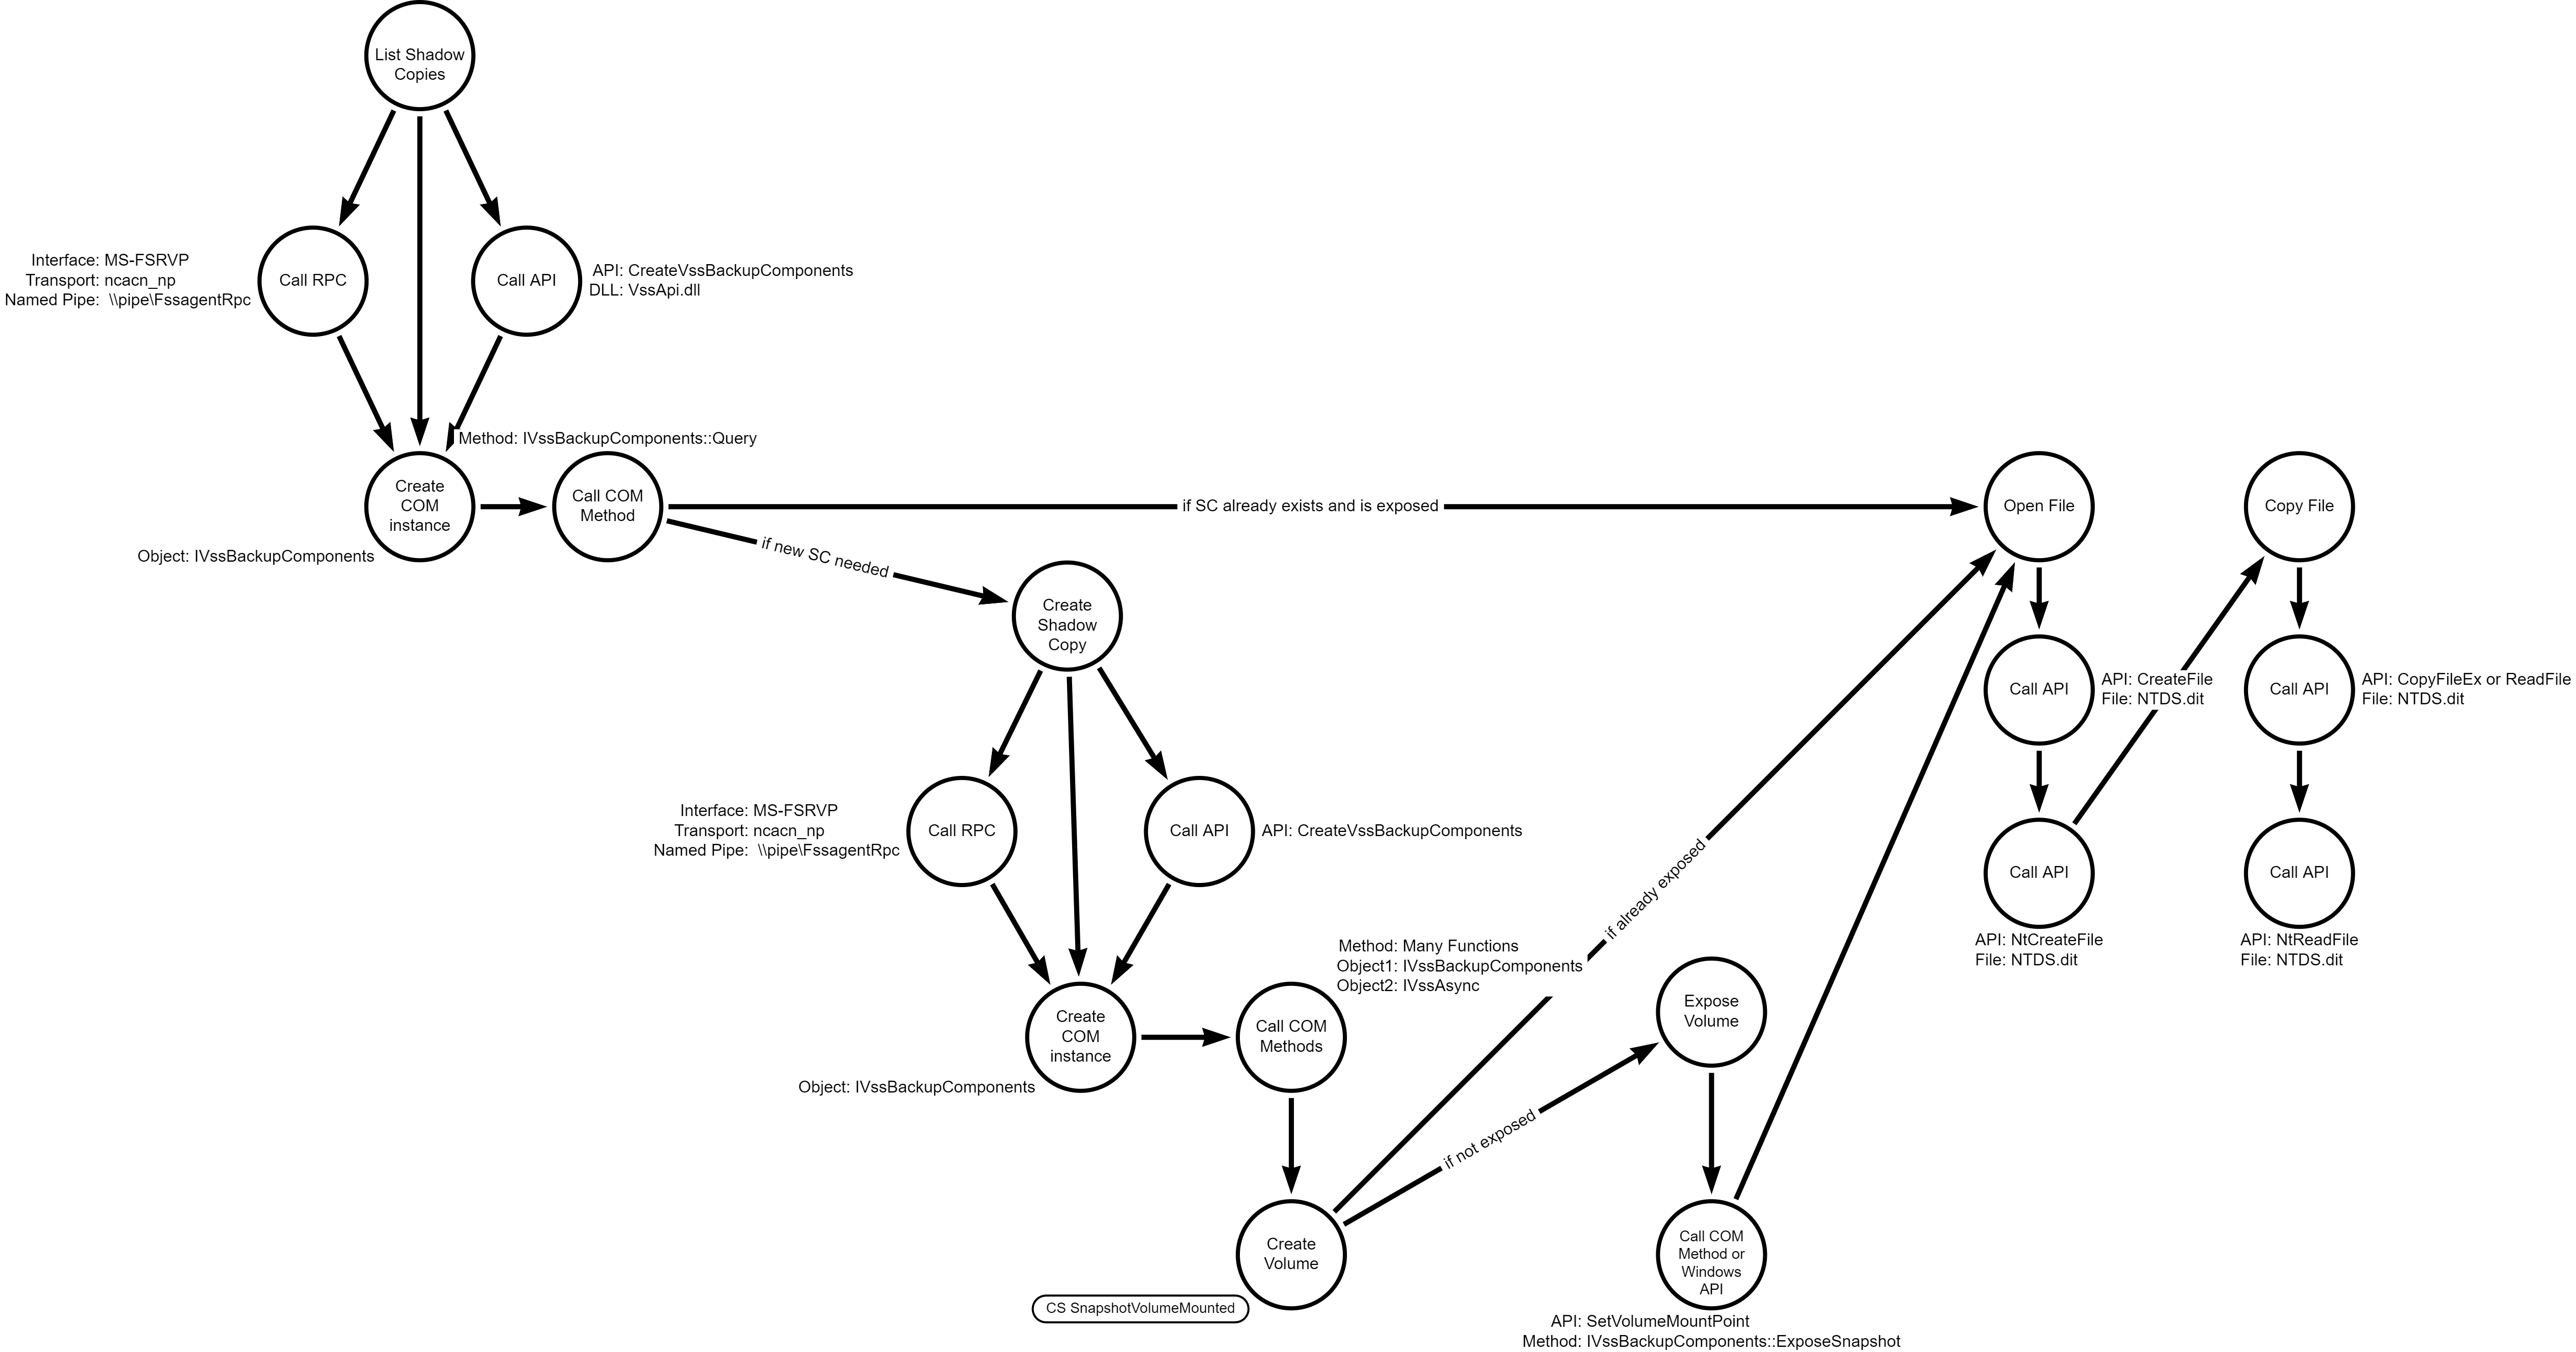 List Shadow
Copies
Interface: MS-FSRVP
Transport: ncacn_np
Named Pipe:  \\pipe\FssagentRpc
Call RPC
Call API
API: CreateVssBackupComponents
DLL: VssApi.dll
Method: IVssBackupComponents::Query
Create
COM
instance
Object: IVssBackupComponents
Call COM
Method
if SC already exists and is exposed
if new SC needed
Create
Shadow
Copy
Interface: MS-FSRVP
Transport: ncacn_np
Named Pipe:  \\pipe\FssagentRpc
Call RPC
Call API
API: CreateVssBackupComponents
Create
COM
instance
Object: IVssBackupComponents
Call COM
Methods
Method: Many Functions
Object1: IVssBackupComponents
Object2: IVssAsync
Create
Volume
CS SnapshotVolumeMounted
if already exposed
if not exposed
Expose
Volume
Call COM
Method or
Windows
API
API: SetVolumeMountPoint
Method: IVssBackupComponents::ExposeSnapshot
Open File
Call API
API: CreateFile
File: NTDS.dit
Call API
API: NtCreateFile
File: NTDS.dit
Copy File
Call API
API: CopyFileEx or ReadFile
File: NTDS.dit
Call API
API: NtReadFile
File: NTDS.dit